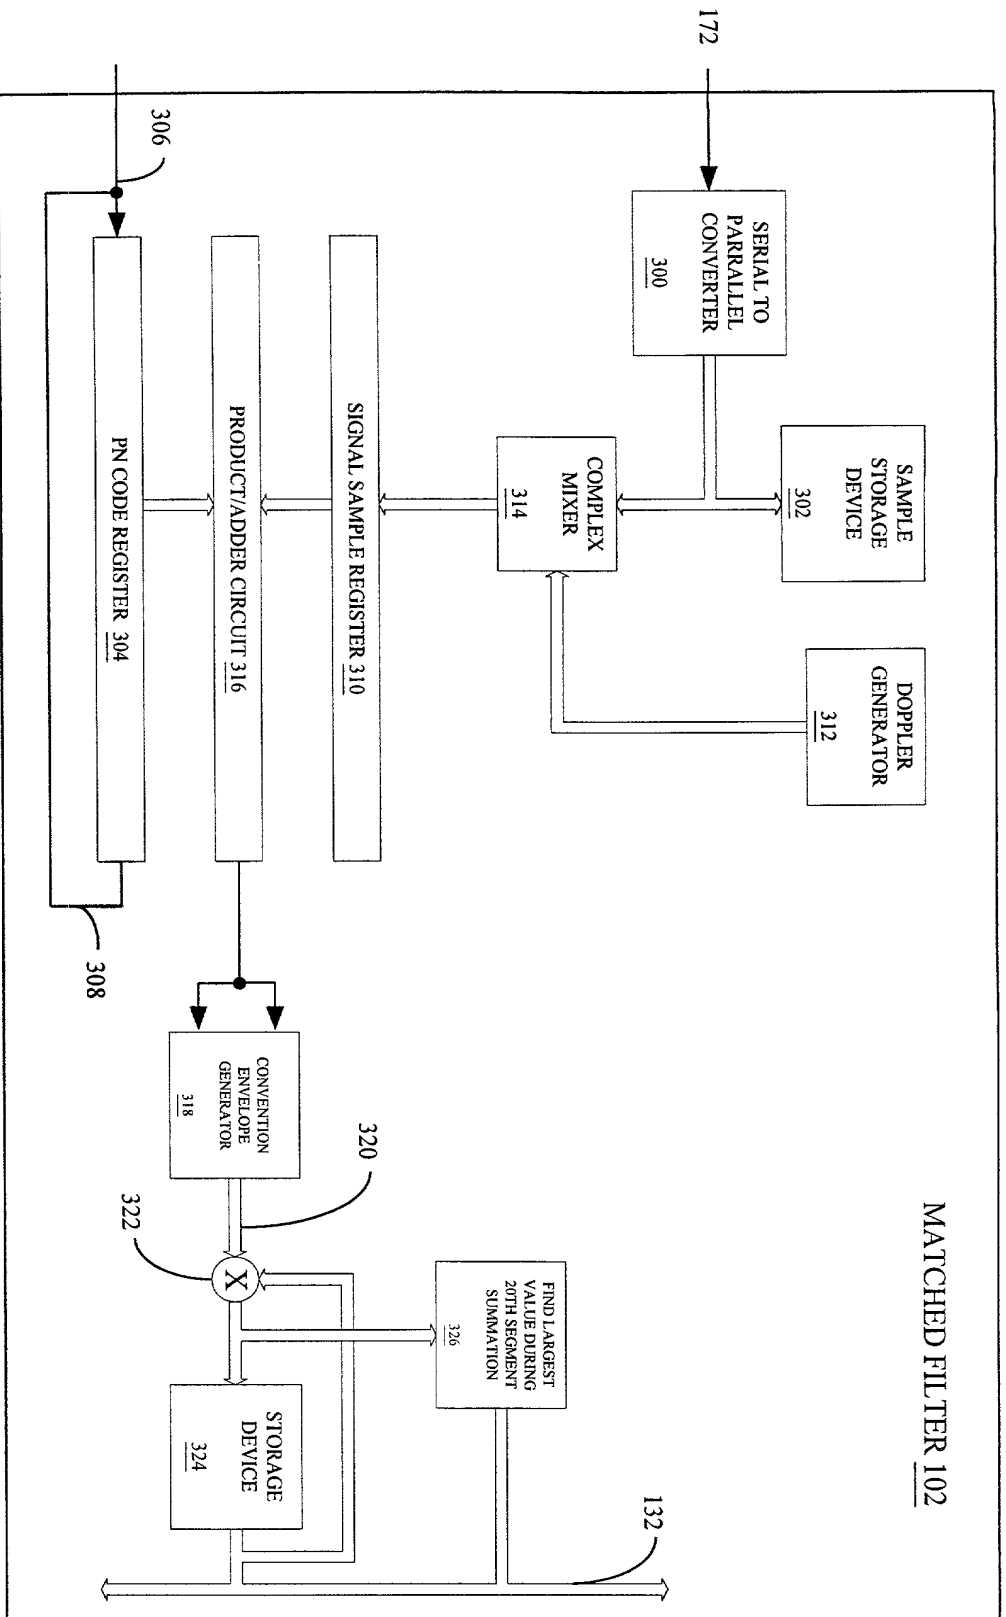 MATCHED FILTER 102
172
SERIAL TO
PARRALLEL
CONVERTER
300
SAMPLE
STORAGE
DEVICE
302
DOPPLER
GENERATOR
312
COMPLEX
MIXER
314
SIGNAL SAMPLE REGISTER 310
PRODUCT/ADDER CIRCUIT 316
306
PN CODE REGISTER 304
308
CONVENTION
ENVELOPE
GENERATOR
318
320
322
X
FIND LARGEST
VALUE DURING
20TH SEGMENT
SUMMATION
326
STORAGE
DEVICE
324
132